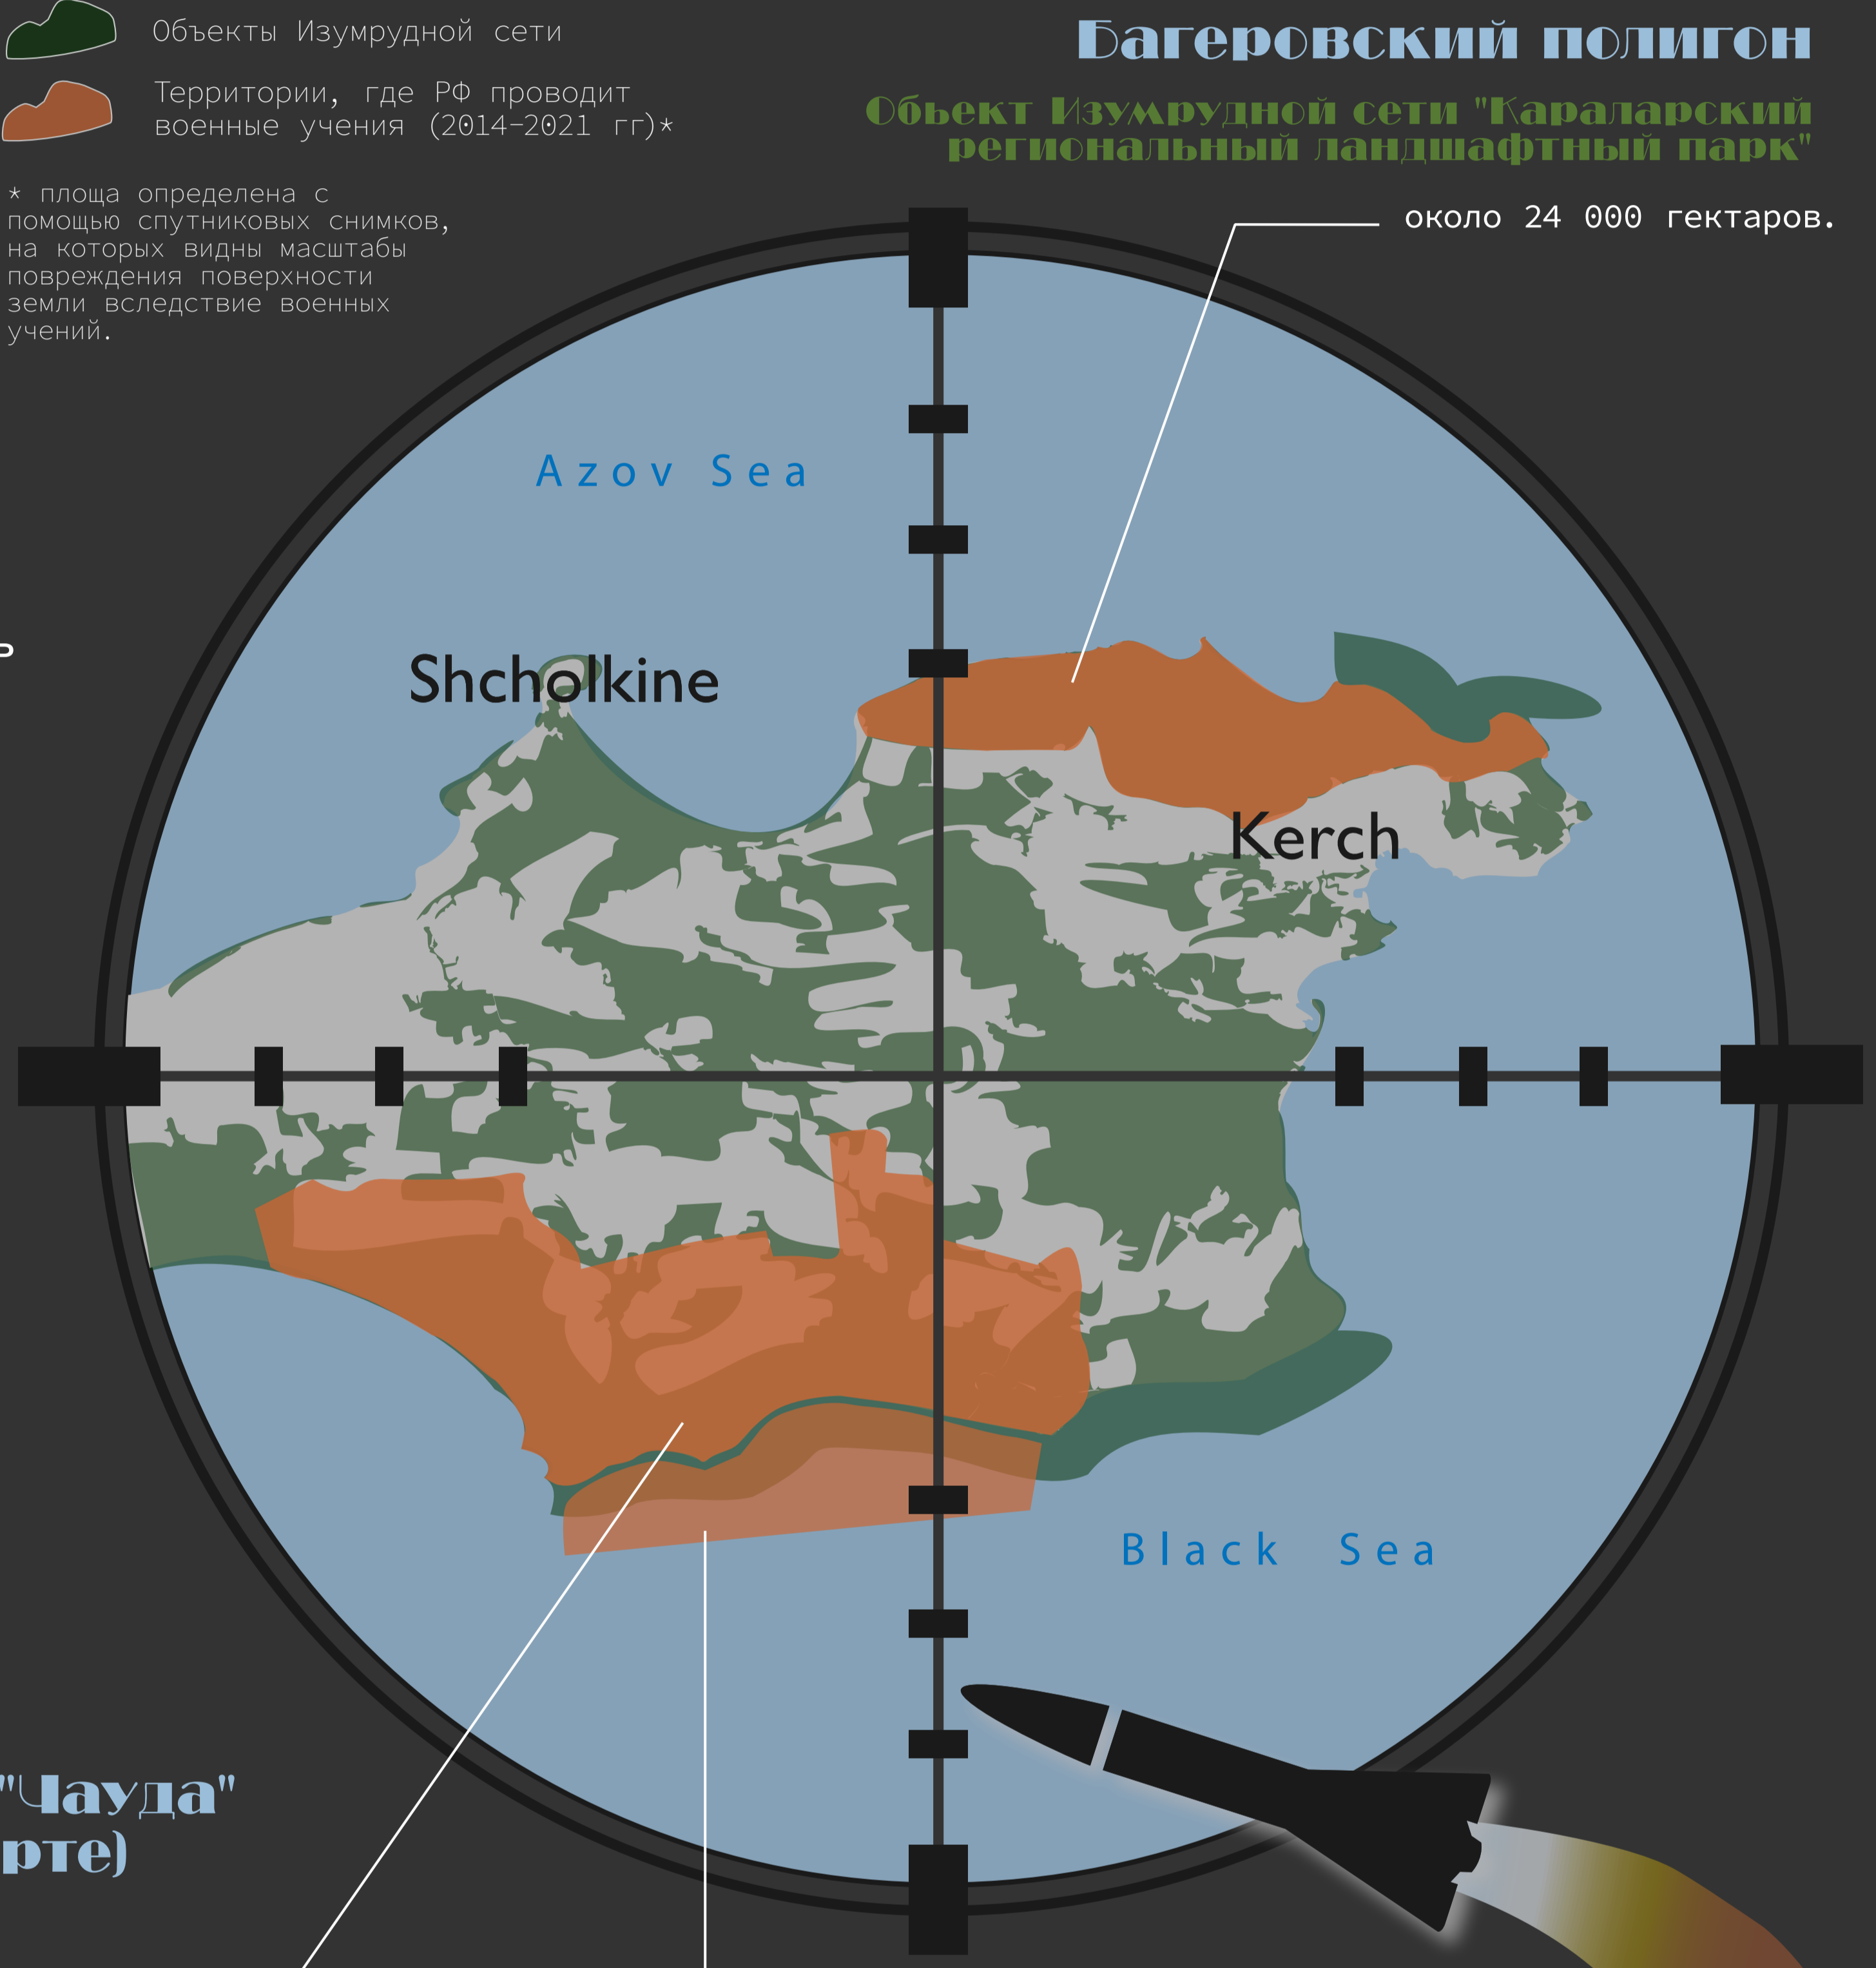 Объекты Изумрудной сети
Территории, где РФ проводит
военные учения (2014-2021 гг)*
* площа определена с
помощью спутниковых снимков,
на которых видны масштабы
повреждения поверхности
земли вследствие военных
учений.
Багеровский полигон
Объект Изумрудной сети "Караларский
региональный ландшафтный парк"
около 24 000 гектаров.
Azov Sea
Shcholkine
Kerch
Black Sea
"Чауда"
рте)